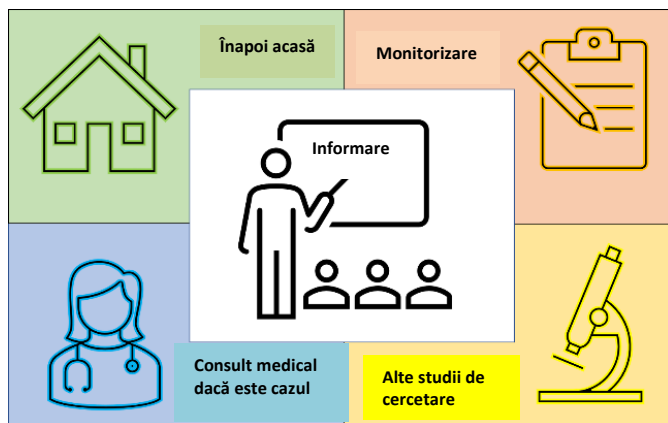 Înapoi acasă
Monitorizare
Informare
Consult medical
dacă este cazul
Alte studii de
cercetare